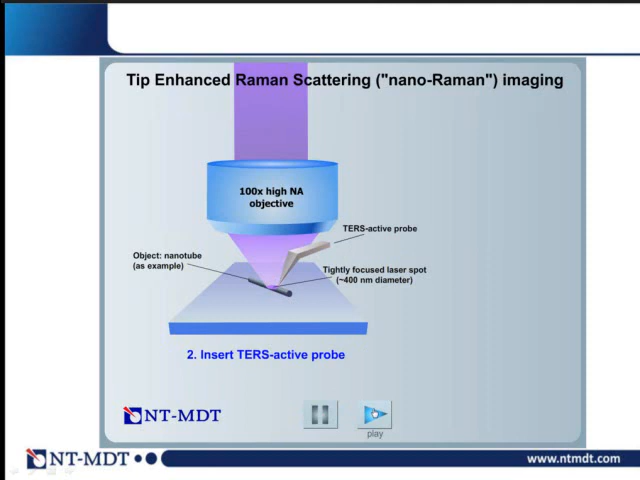 Tip Enhanced Raman Scattering ("nano-Raman") imaging
100x high NA
objective
TERS-active probe
Object: nanotube
(as example)
Tightly focused laser spot
(~400 nm diameter)
2. Insert TERS-active probe
NT-MDT
play
NT-MDT
www.ntmdt.com